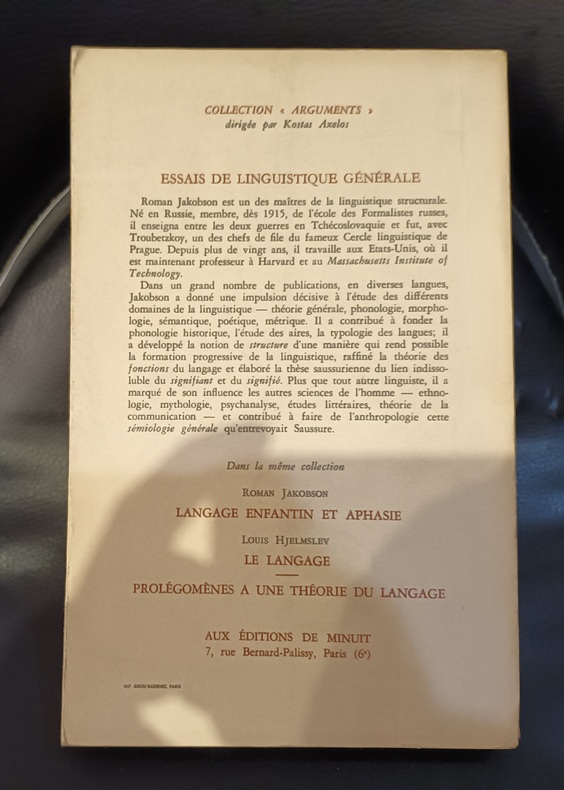 COLLECTION « ARGUMENTS »
dirigée par Kostas Axelos
ESSAIS DE LINGUISTIQUE GÉNÉRALE
Roman Jakobson est un des maîtres de la linguistique structurale.
Né en Russie, membre, dès 1915, de l'école des Formalistes russes,
il enseigna entre les deux guerres en Tchécoslovaquie et fut, avec
Troubetzkoy, un des chefs de file du fameux Cercle linguistique de
Prague. Depuis plus de vingt ans, il travaille aux Etats-Unis, où il
est maintenant professeur à Harvard et au Massachusetts Institute of
Technology.
Dans un grand nombre de publications, en diverses langues,
Jakobson a donné une impulsion décisive à l'étude des différents
domaines de la linguistique — théorie générale, phonologie, morpho-
logie, sémantique, poétique, métrique. Il a contribué à fonder la
phonologie historique, l'étude des aires, la typologie des langues; il
a développé la notion de structure d'une manière qui rend possible
la formation progressive de la linguistique, raffiné la théorie des
fonctions du langage et élaboré la thèse saussurienne du lien indisso-
luble du signifiant et du signifié. Plus que tout autre linguiste, il a
marqué de son influence les autres sciences de l'homme — ethno-
logie, mythologie, psychanalyse, études littéraires, théorie de la
communication — et contribué à faire de l'anthropologie cette
sémiologie générale qu'entrevoyait Saussure.
Dans la même collection
ROMAN JAKOBSON
LANGAGE ENFANTIN ET APHASIE
LOUIS HJELMSLEV
LE LANGAGE
PROLÉGOMÈNES A UNE THÉORIE DU LANGAGE
AUX ÉDITIONS DE MINUIT
7, rue Bernard-Palissy, Paris (6e)
IMP. PARIS